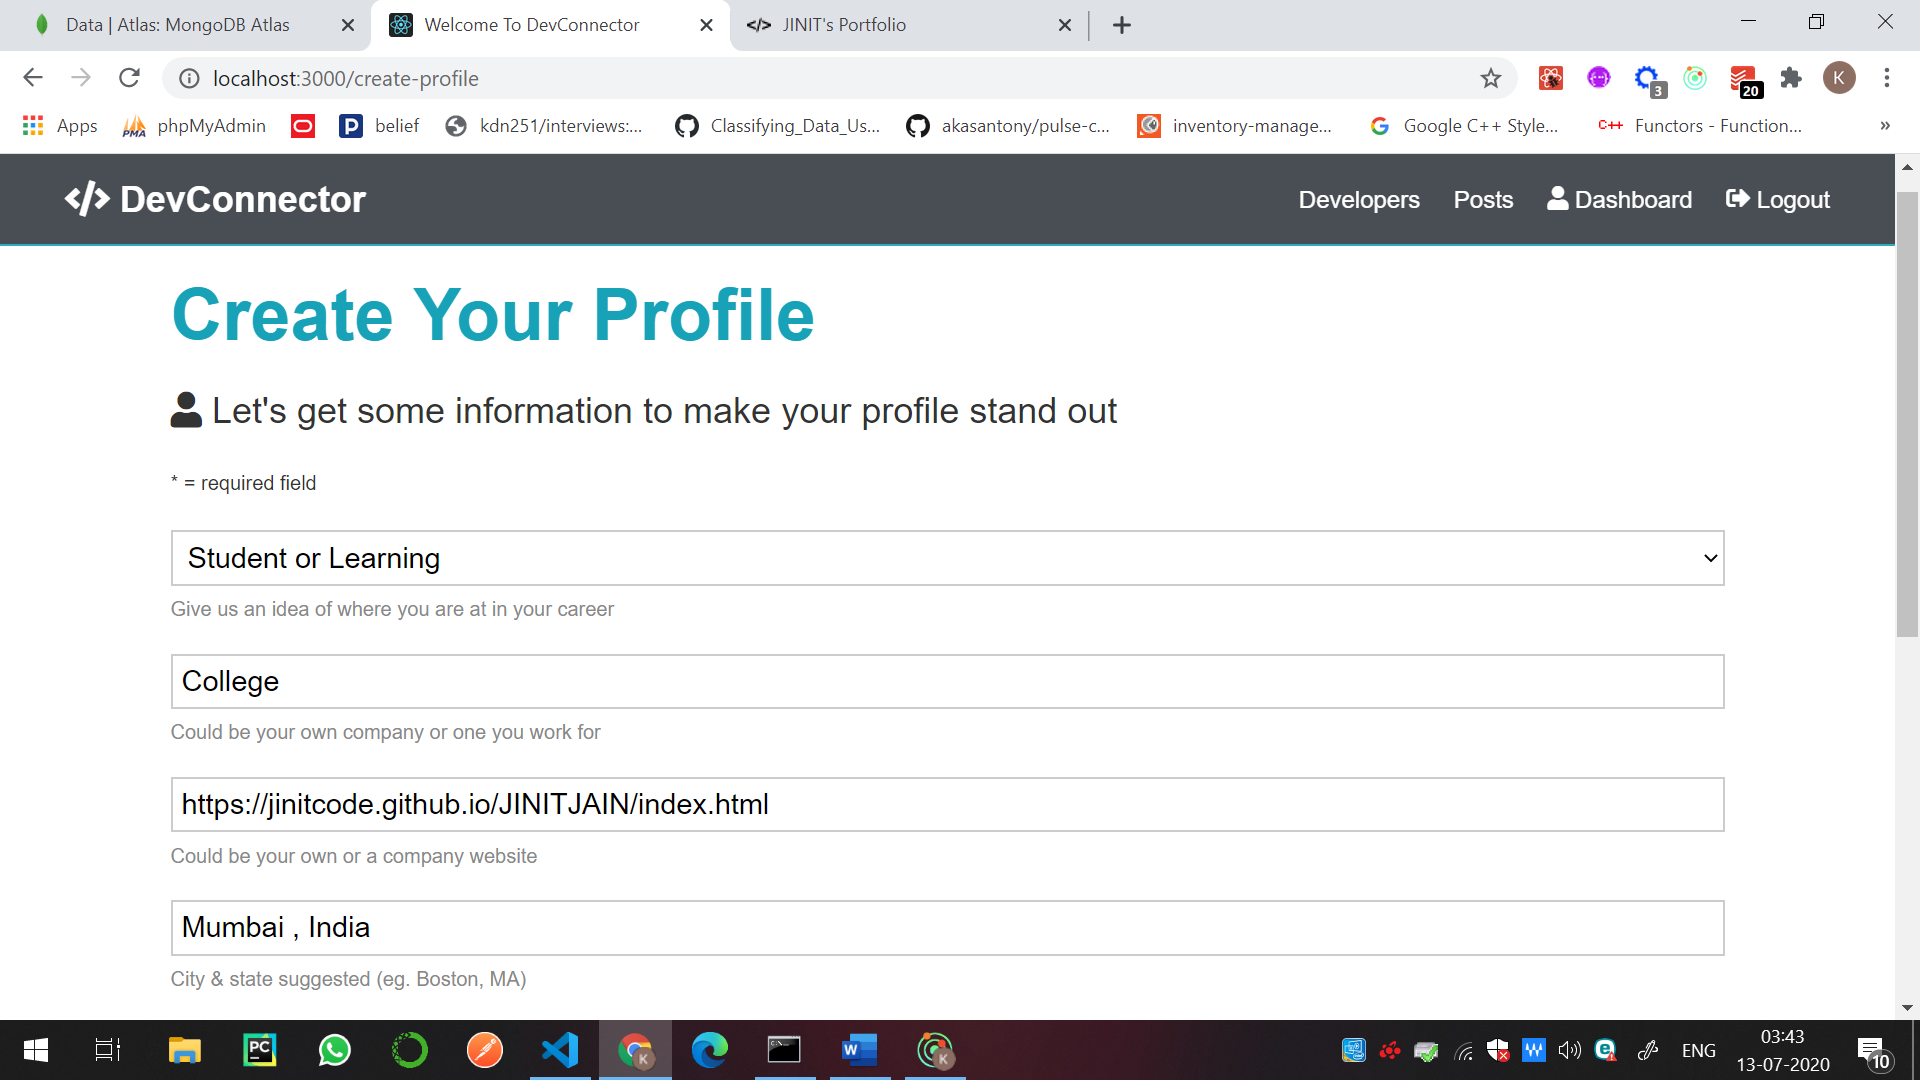 Data | Atlas: MongoDB Atlas
Welcome To DevConnector
</> JINIT's Portfolio
localhost:3000/create-profile
3
20
K
Apps
phpMyAdmin
belief
kdn251/interviews:...
Classifying_Data_Us...
akasantony/pulse-c...
inventory-manage...
Google C++ Style...
Functors - Function...
»
</> DevConnector
Developers
Posts
Dashboard
Logout
Create Your Profile
Let's get some information to make your profile stand out
* = required field
Student or Learning
Give us an idea of where you are at in your career
College
Could be your own company or one you work for
https://jinitcode.github.io/JINITJAIN/index.html
Could be your own or a company website
Mumbai , India
City & state suggested (eg. Boston, MA)
ENG
03:43
13-07-2020
10